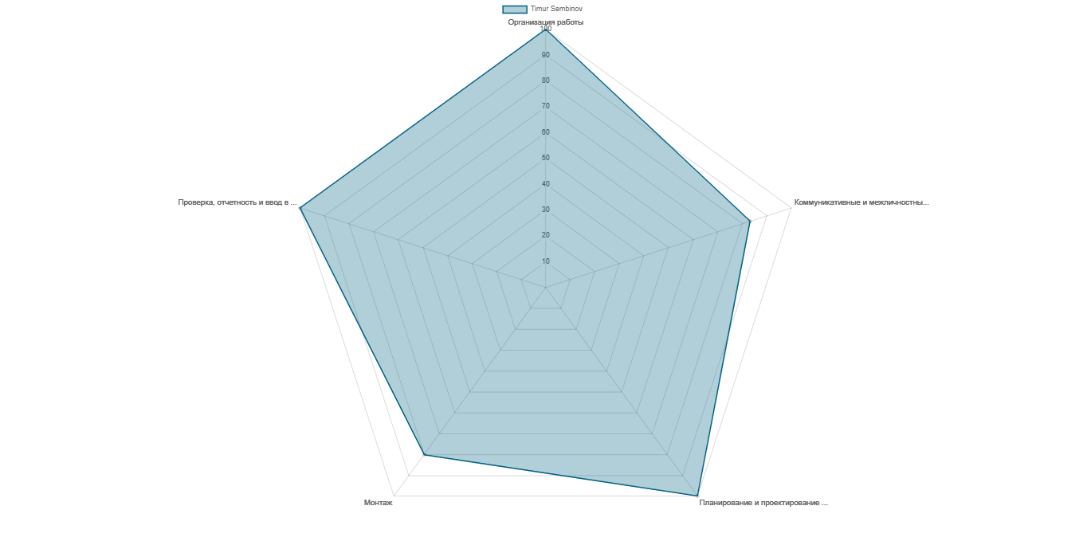 Timur Sambinov
Организация работы
100
90
80
70
60
50
40
30
20
10
Проверка, отчетность и ввод в ...
Коммуникативные и межличностны...
Монтаж
Планирование и проектирование ...